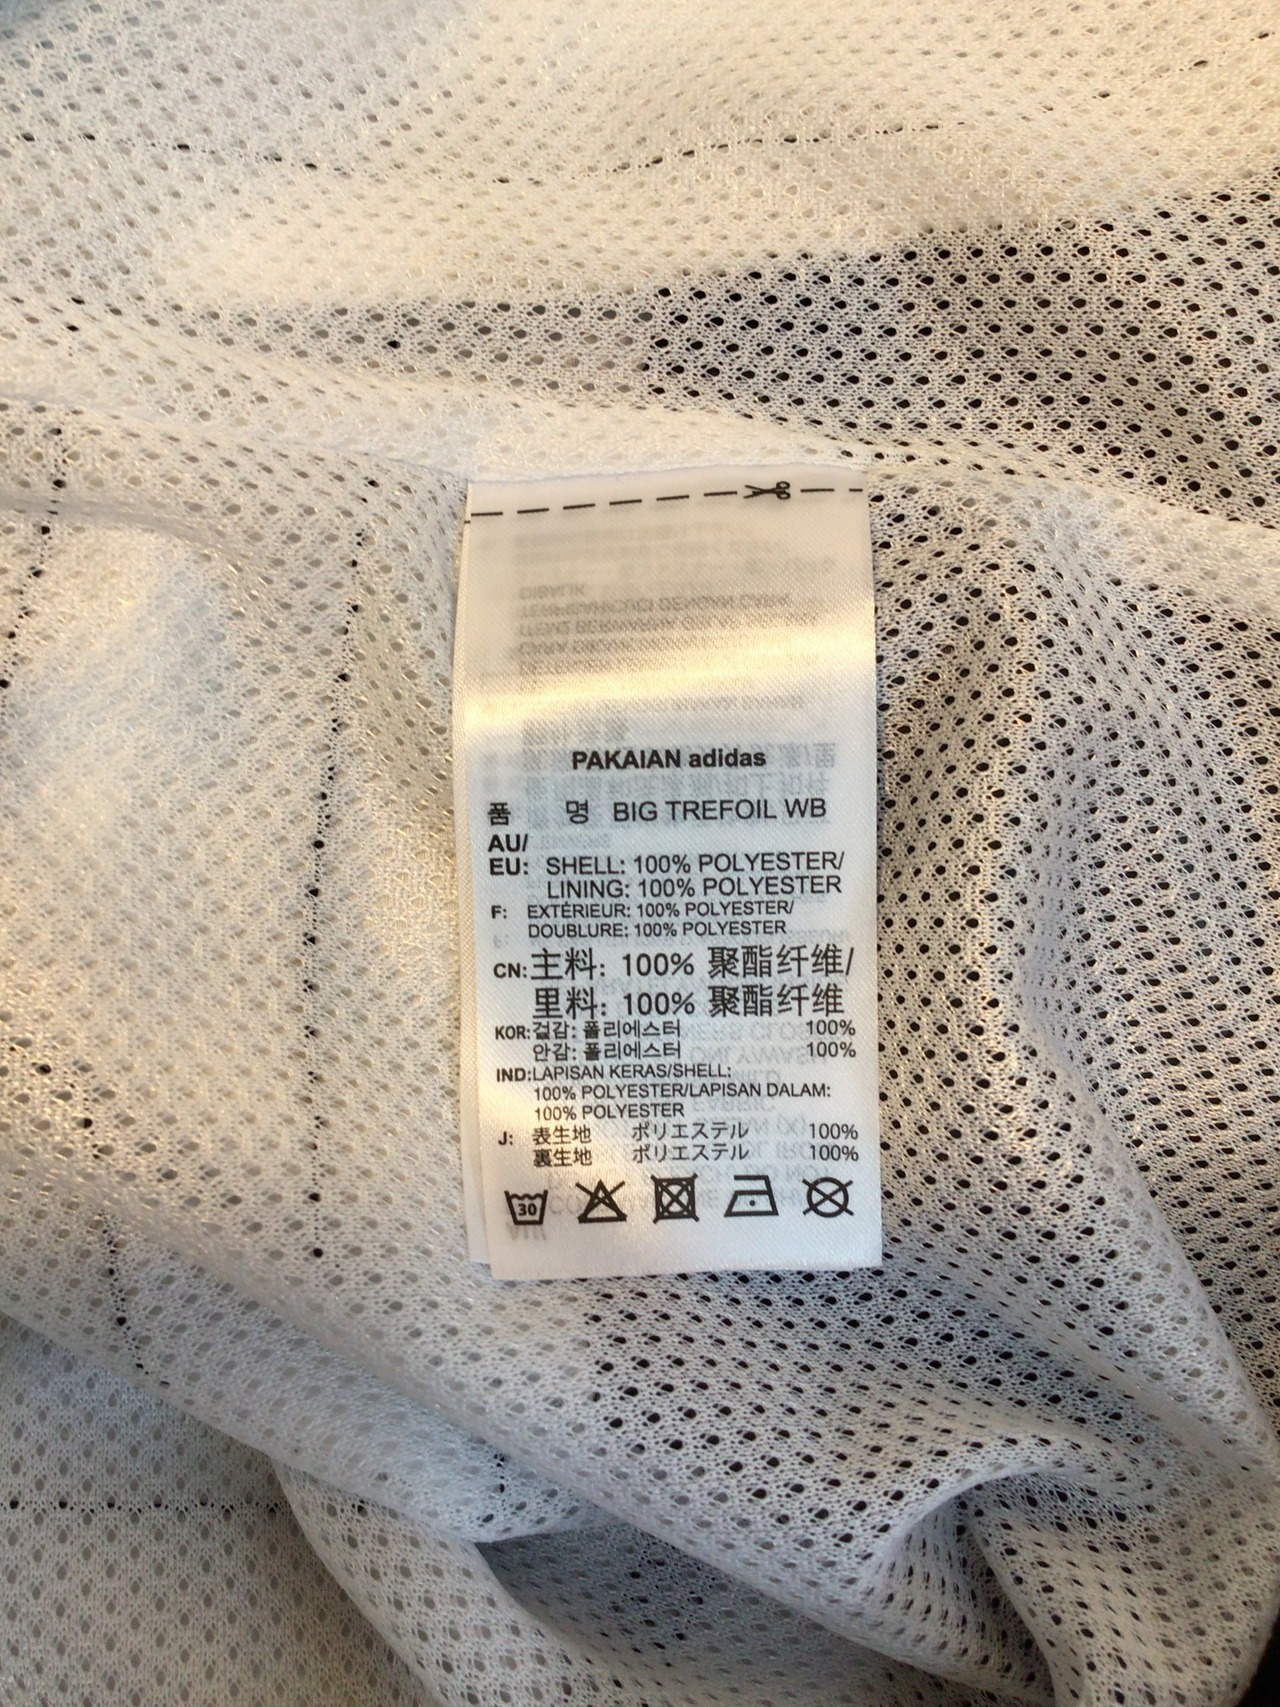 PAKAIAN adidas
품 명 BIG TREFOIL WB
AU/
EU: SHELL: 100% POLYESTER/
LINING: 100% POLYESTER
F: EXTÉRIEUR: 100% POLYESTER/
DOUBLURE: 100% POLYESTER
CN: 主料: 100% 聚酯纤维/
里料: 100% 聚酯纤维
KOR: 겉감: 폴리에스터 100%
안감: 폴리에스터 100%
IND: LAPISAN KERAS/SHELL:
100% POLYESTER/LAPISAN DALAM:
100% POLYESTER
J: 表生地 ポリエステル 100%
裏生地 ポリエステル 100%
30